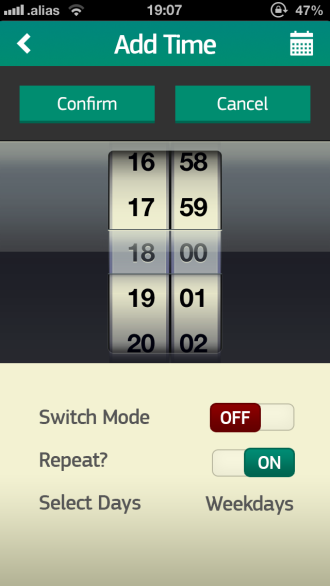 .alias 19:07 47%
Add Time
Confirm Cancel
16 58
17 59
18 00
19 01
20 02
Switch Mode OFF
Repeat? ON
Select Days Weekdays